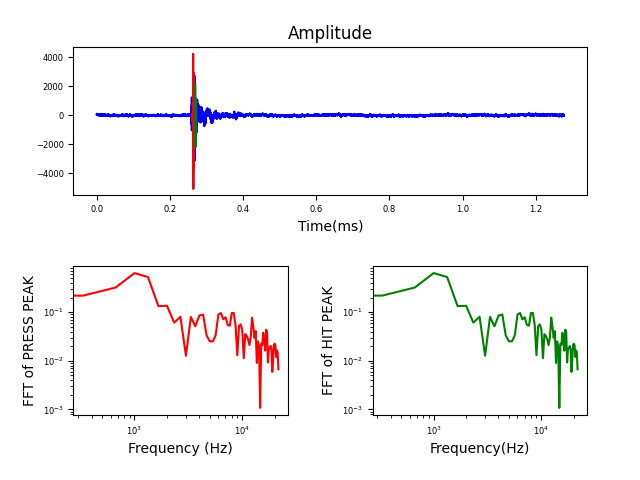 Amplitude
4000
2000
0
−2000
−4000
0.0 0.2 0.4 0.6 0.8 1.0 1.2
Time(ms)
FFT of PRESS PEAK
10⁻¹
10⁻²
10⁻³
10³ 10⁴
Frequency (Hz)
FFT of HIT PEAK
10⁻¹
10⁻²
10⁻³
10³ 10⁴
Frequency(Hz)